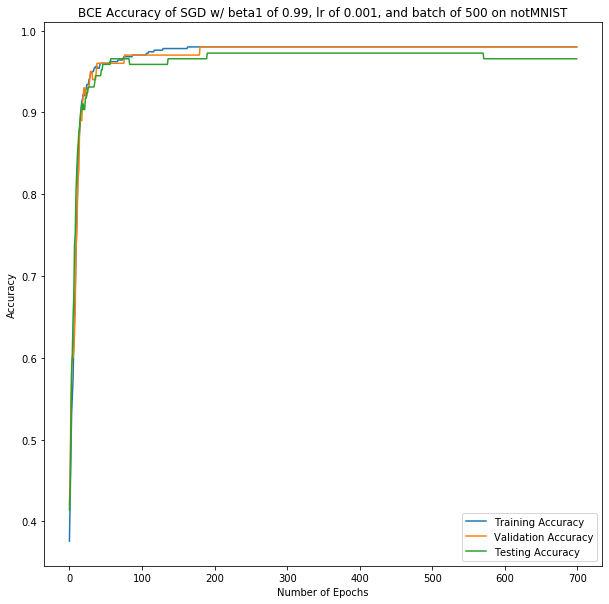 BCE Accuracy of SGD w/ beta1 of 0.99, lr of 0.001, and batch of 500 on notMNIST
1.0
0.9
0.8
0.7
0.6
0.5
0.4
Accuracy
0
100
200
300
400
500
600
700
Number of Epochs
Training Accuracy
Validation Accuracy
Testing Accuracy